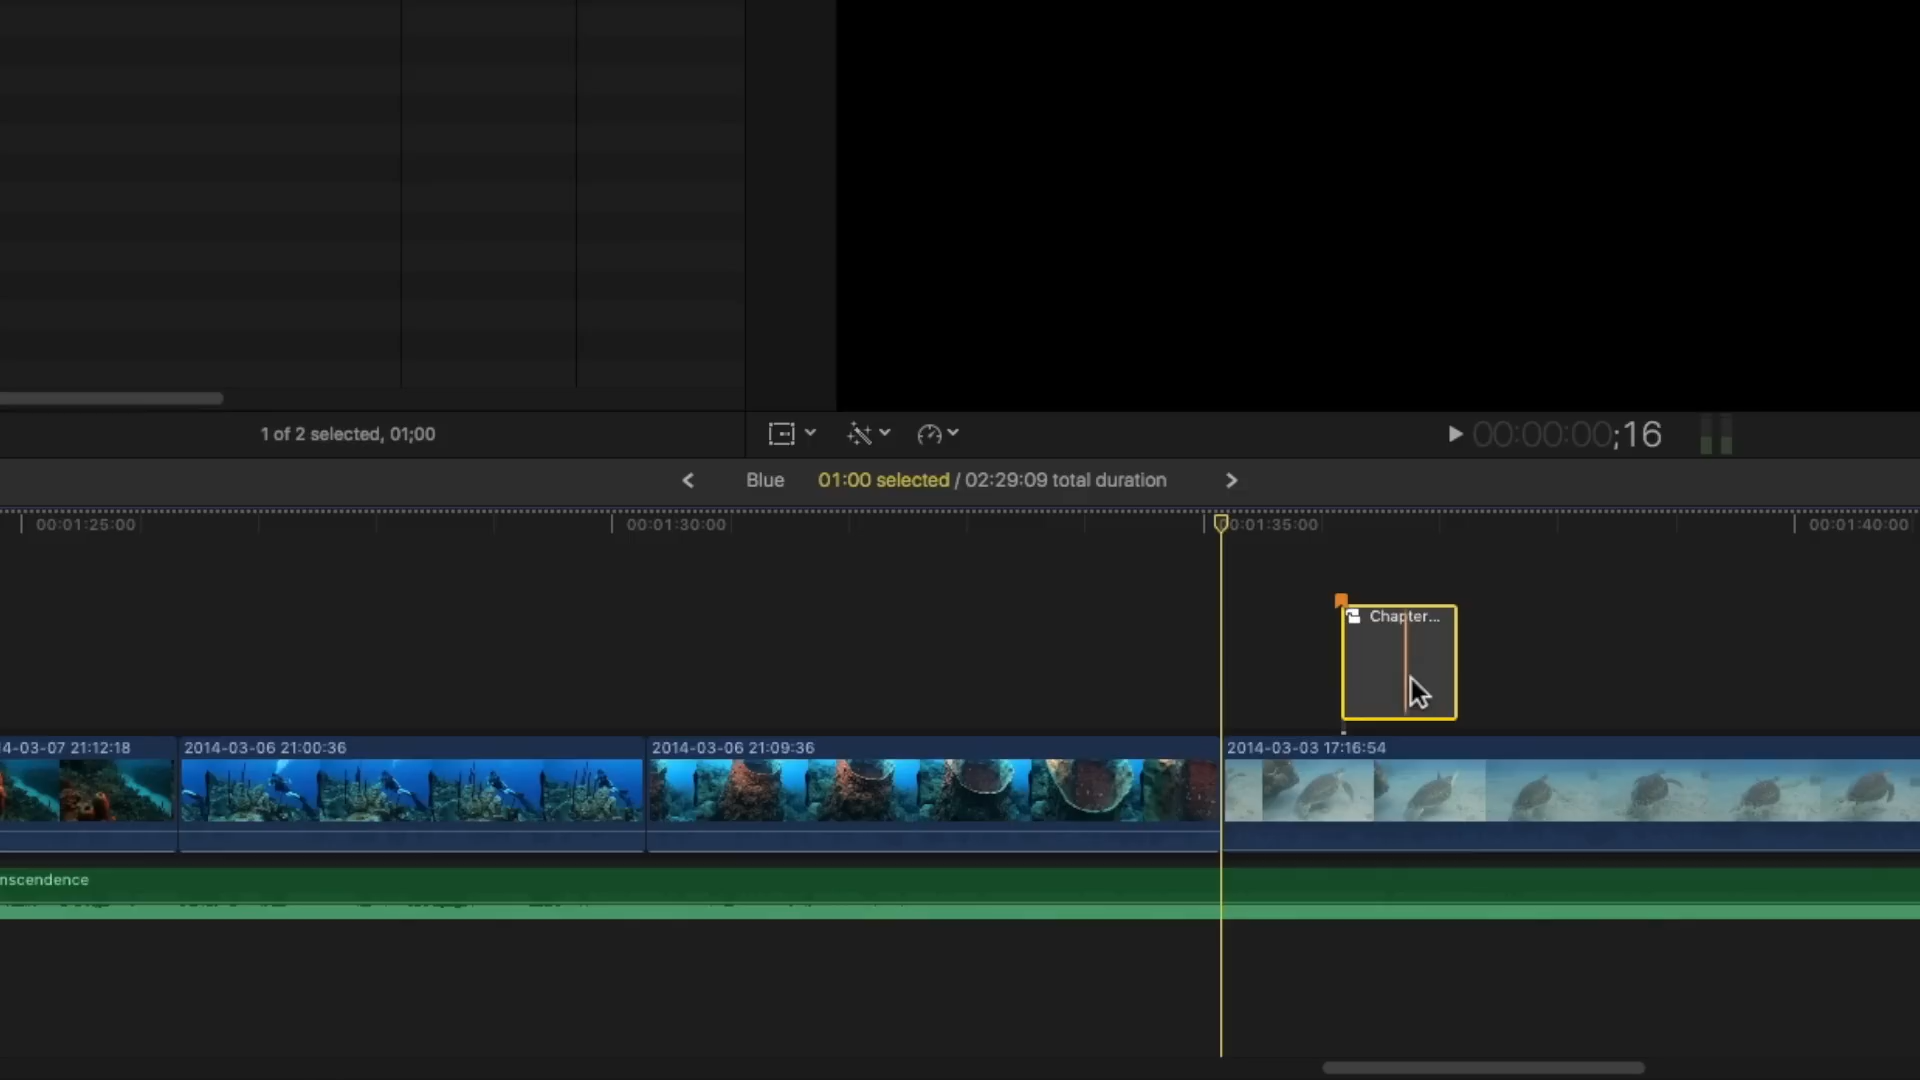 1 of 2 selected, 01;00
00:00:00;16
Blue 01:00 selected / 02:29:09 total duration
00:01:25:00 00:01:30:00 00:01:35:00 00:01:40:00
Chapter...
4-03-07 21:12:18 2014-03-06 21:00:36 2014-03-06 21:09:36 2014-03-03 17:16:54
nscendence